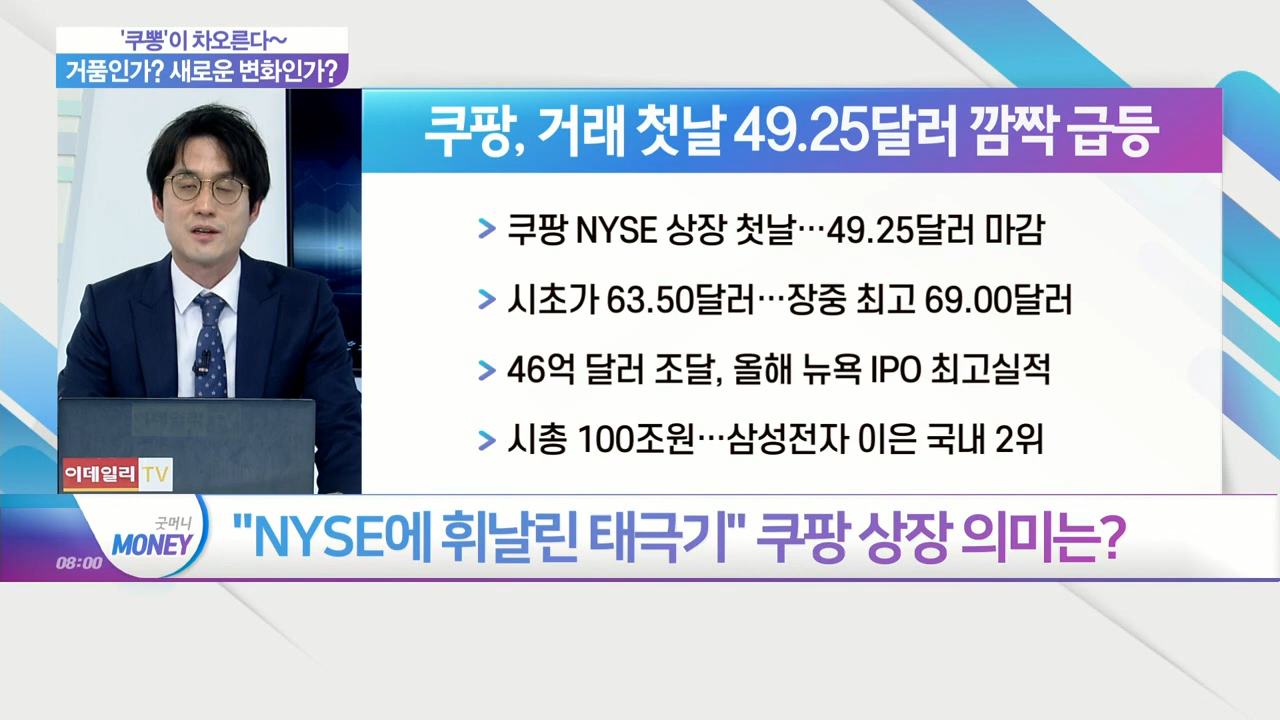 '쿠뽕'이 차오른다~
거품인가? 새로운 변화인가?
쿠팡, 거래 첫날 49.25달러 깜짝 급등
> 쿠팡 NYSE 상장 첫날…49.25달러 마감
> 시초가 63.50달러…장중 최고 69.00달러
> 46억 달러 조달, 올해 뉴욕 IPO 최고실적
> 시총 100조원…삼성전자 이은 국내 2위
이데일리 TV
굿머니
MONEY
08:00
"NYSE에 휘날린 태극기" 쿠팡 상장 의미는?